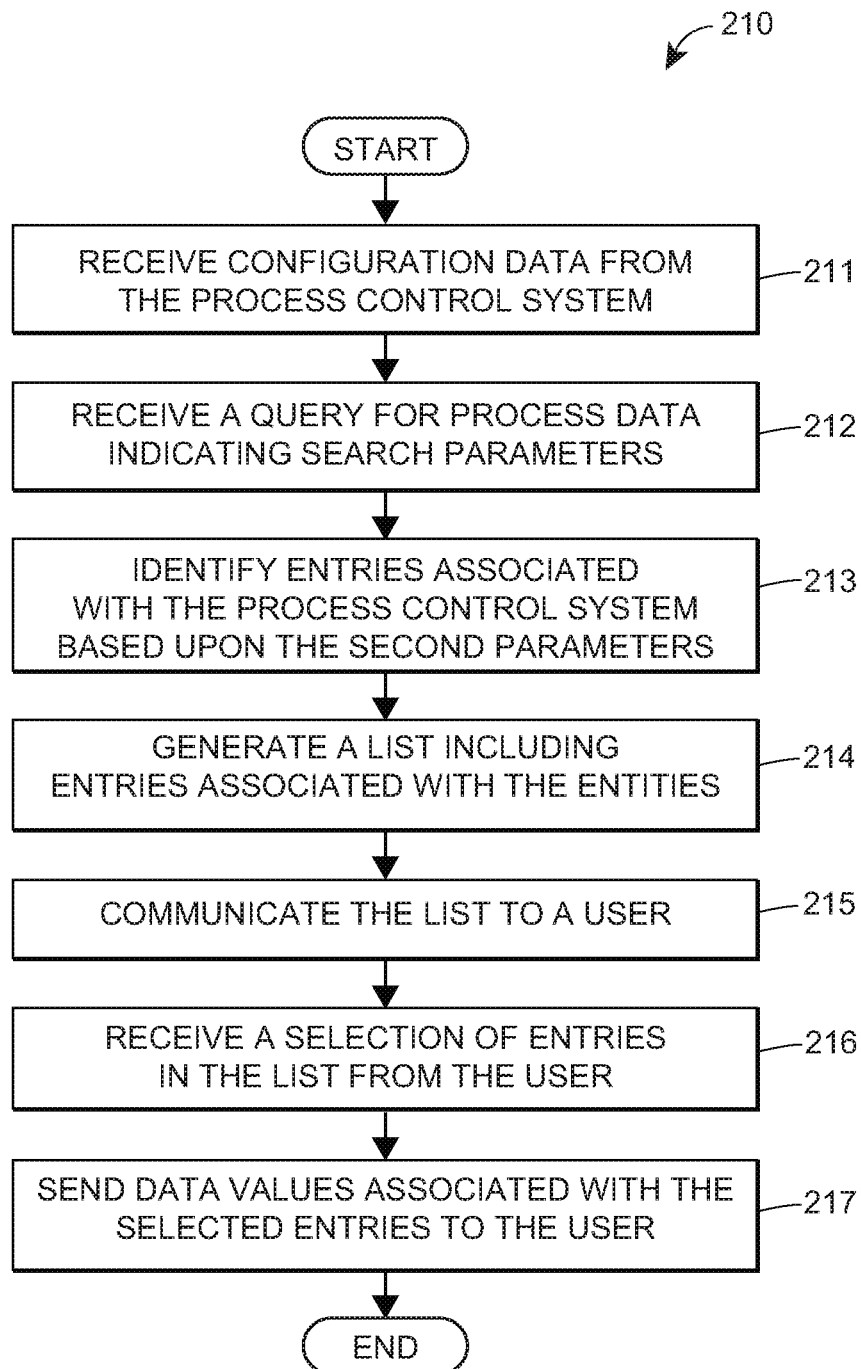 210
START
RECEIVE CONFIGURATION DATA FROM
THE PROCESS CONTROL SYSTEM
211
RECEIVE A QUERY FOR PROCESS DATA
INDICATING SEARCH PARAMETERS
212
IDENTIFY ENTRIES ASSOCIATED
WITH THE PROCESS CONTROL SYSTEM
BASED UPON THE SECOND PARAMETERS
213
GENERATE A LIST INCLUDING
ENTRIES ASSOCIATED WITH THE ENTITIES
214
COMMUNICATE THE LIST TO A USER
215
RECEIVE A SELECTION OF ENTRIES
IN THE LIST FROM THE USER
216
SEND DATA VALUES ASSOCIATED WITH THE
SELECTED ENTRIES TO THE USER
217
END